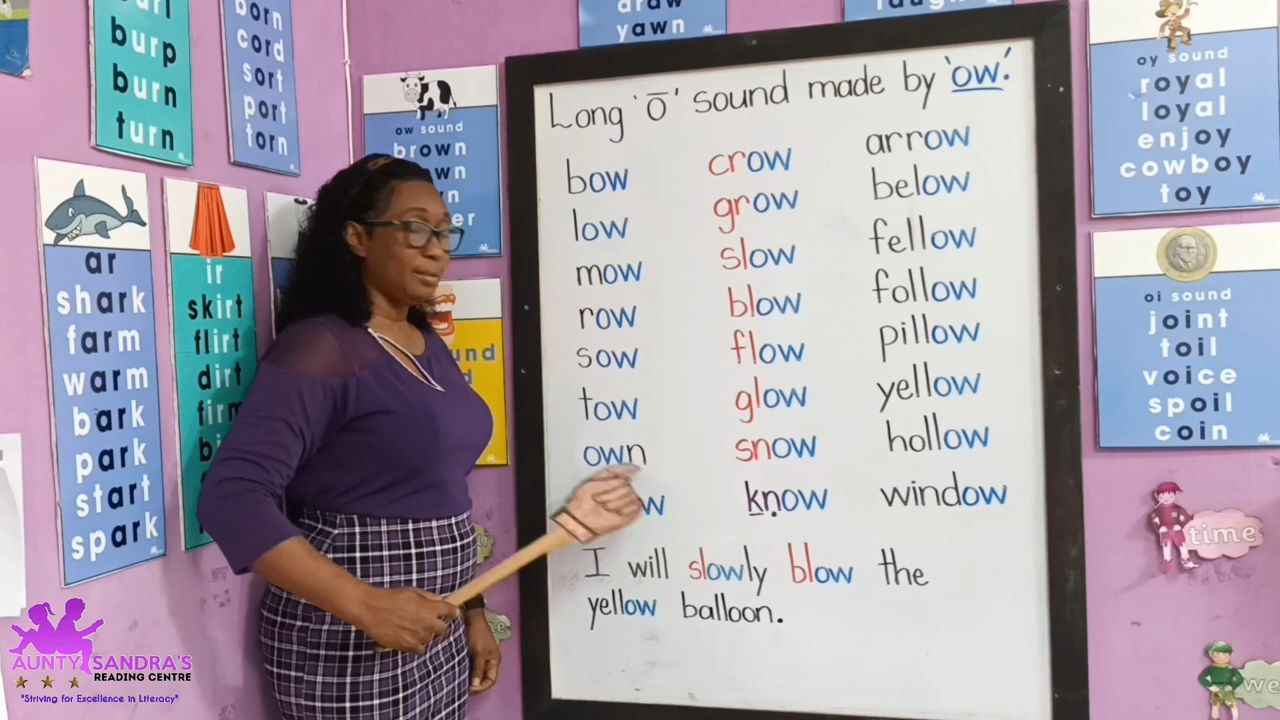 burp
burn
turn
born
cord
sort
port
torn
yawn
ow sound
brown
ar
shark
farm
warm
bark
park
start
spark
ir
skirt
flirt
dirt
Long 'ō' sound made by 'ow'.
bow crow arrow
low grow below
mow slow fellow
row blow follow
sow flow pillow
tow glow yellow
own snow hollow
know window
I will slowly blow the
yellow balloon.
oy sound
royal
loyal
enjoy
cowboy
toy
oi sound
joint
toil
voice
spoil
coin
time
we
AUNTY SANDRA'S
READING CENTRE
"Striving for Excellence in Literacy"